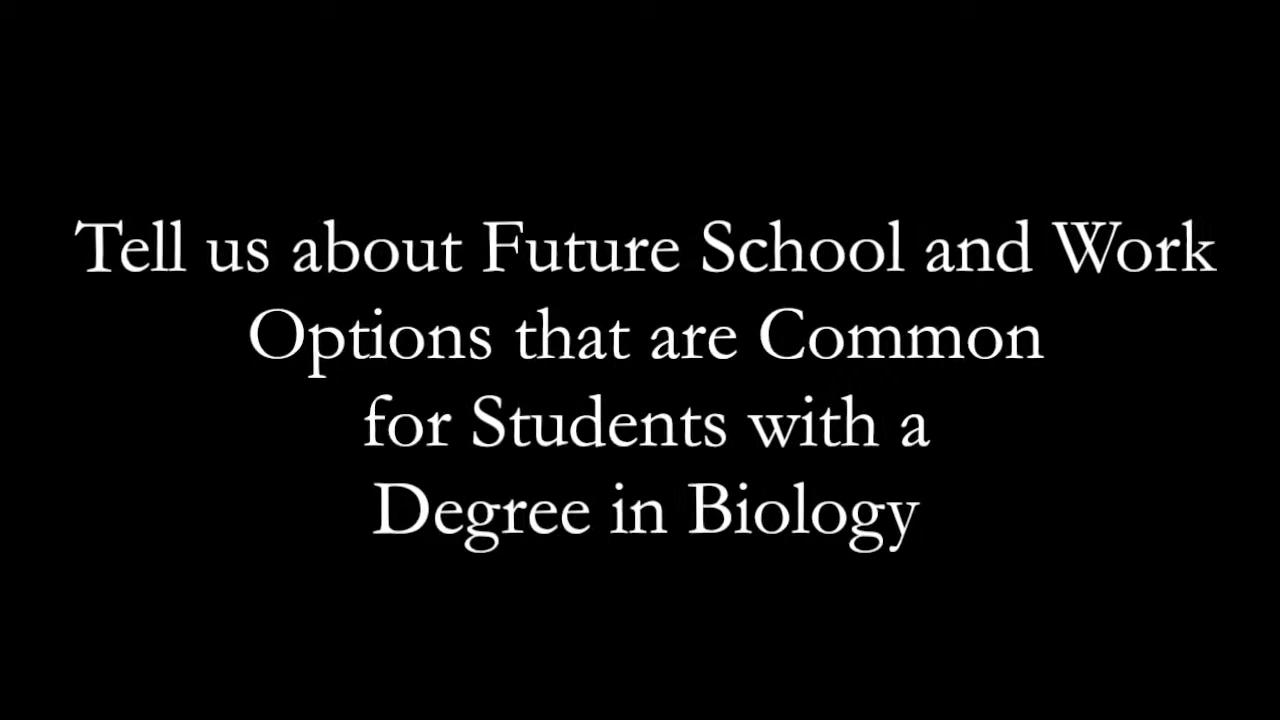 Tell us about Future School and Work
Options that are Common
for Students with a
Degree in Biology